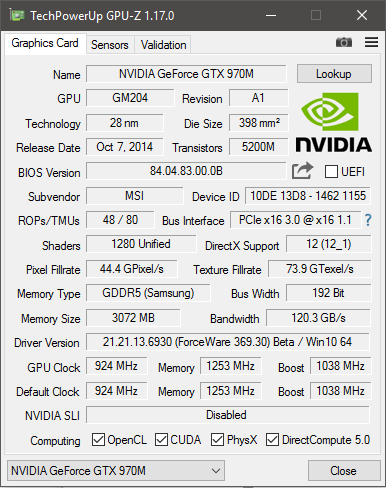 TechPowerUp GPU-Z 1.17.0
Graphics Card Sensors Validation
Name NVIDIA GeForce GTX 970M Lookup
GPU GM204 Revision A1
Technology 28 nm Die Size 398 mm²
Release Date Oct 7, 2014 Transistors 5200M
NVIDIA
BIOS Version 84.04.83.00.0B UEFI
Subvendor MSI Device ID 10DE 13D8 - 1462 1155
ROPs/TMUs 48 / 80 Bus Interface PCIe x16 3.0 @ x16 1.1 ?
Shaders 1280 Unified DirectX Support 12 (12_1)
Pixel Fillrate 44.4 GPixel/s Texture Fillrate 73.9 GTexel/s
Memory Type GDDR5 (Samsung) Bus Width 192 Bit
Memory Size 3072 MB Bandwidth 120.3 GB/s
Driver Version 21.21.13.6930 (ForceWare 369.30) Beta / Win10 64
GPU Clock 924 MHz Memory 1253 MHz Boost 1038 MHz
Default Clock 924 MHz Memory 1253 MHz Boost 1038 MHz
NVIDIA SLI Disabled
Computing OpenCL CUDA PhysX DirectCompute 5.0
NVIDIA GeForce GTX 970M Close